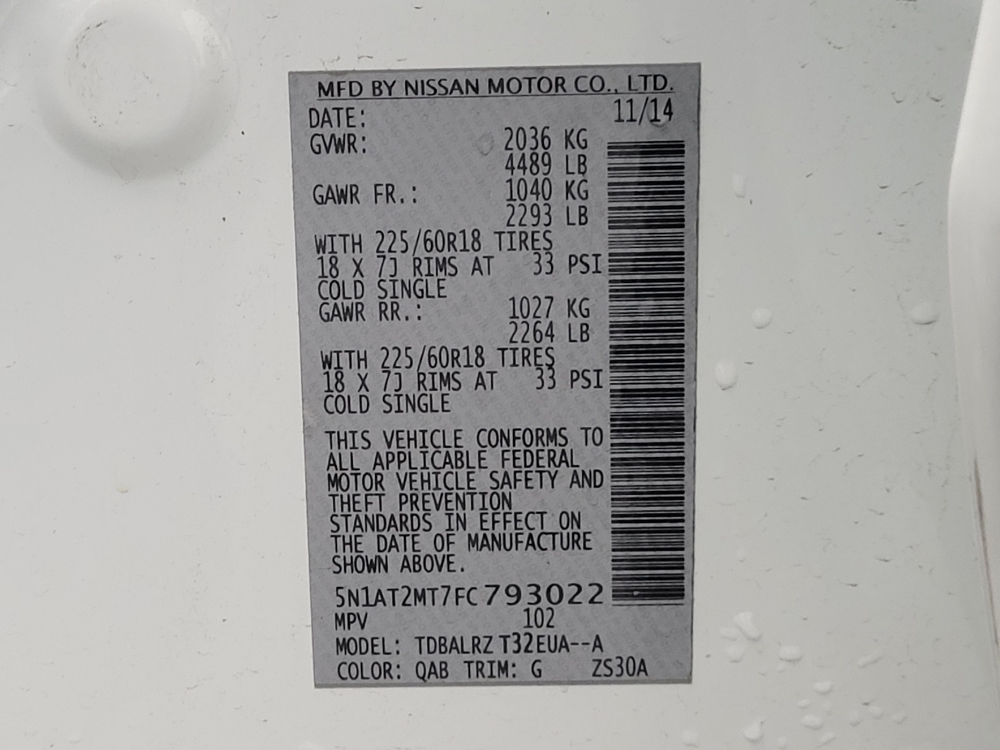 MFD BY NISSAN MOTOR CO., LTD.
DATE: 11/14
GVWR: 2036 KG
4489 LB
GAWR FR.: 1040 KG
2293 LB
WITH 225/60R18 TIRES
18 X 7J RIMS AT 33 PSI
COLD SINGLE
GAWR RR.: 1027 KG
2264 LB
WITH 225/60R18 TIRES
18 X 7J RIMS AT 33 PSI
COLD SINGLE
THIS VEHICLE CONFORMS TO
ALL APPLICABLE FEDERAL
MOTOR VEHICLE SAFETY AND
THEFT PREVENTION
STANDARDS IN EFFECT ON
THE DATE OF MANUFACTURE
SHOWN ABOVE.
5N1AT2MT7FC793022
MPV 102
MODEL: TDBALRZ T32EUA--A
COLOR: QAB TRIM: G ZS30A